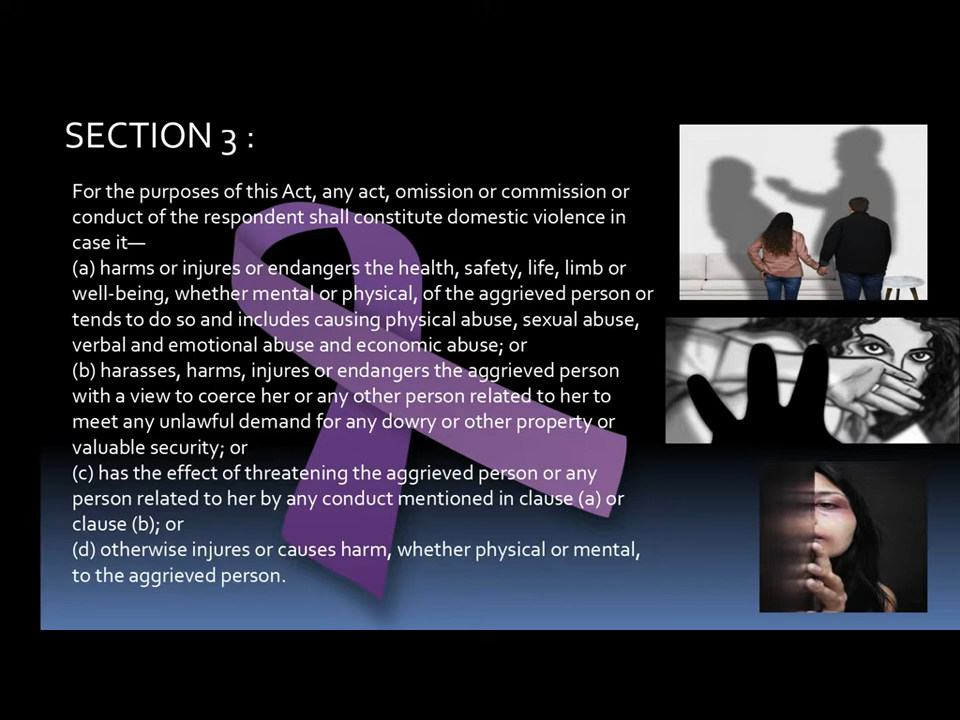 SECTION 3 :
For the purposes of this Act, any act, omission or commission or
conduct of the respondent shall constitute domestic violence in
case it—
(a) harms or injures or endangers the health, safety, life, limb or
well-being, whether mental or physical, of the aggrieved person or
tends to do so and includes causing physical abuse, sexual abuse,
verbal and emotional abuse and economic abuse; or
(b) harasses, harms, injures or endangers the aggrieved person
with a view to coerce her or any other person related to her to
meet any unlawful demand for any dowry or other property or
valuable security; or
(c) has the effect of threatening the aggrieved person or any
person related to her by any conduct mentioned in clause (a) or
clause (b); or
(d) otherwise injures or causes harm, whether physical or mental,
to the aggrieved person.